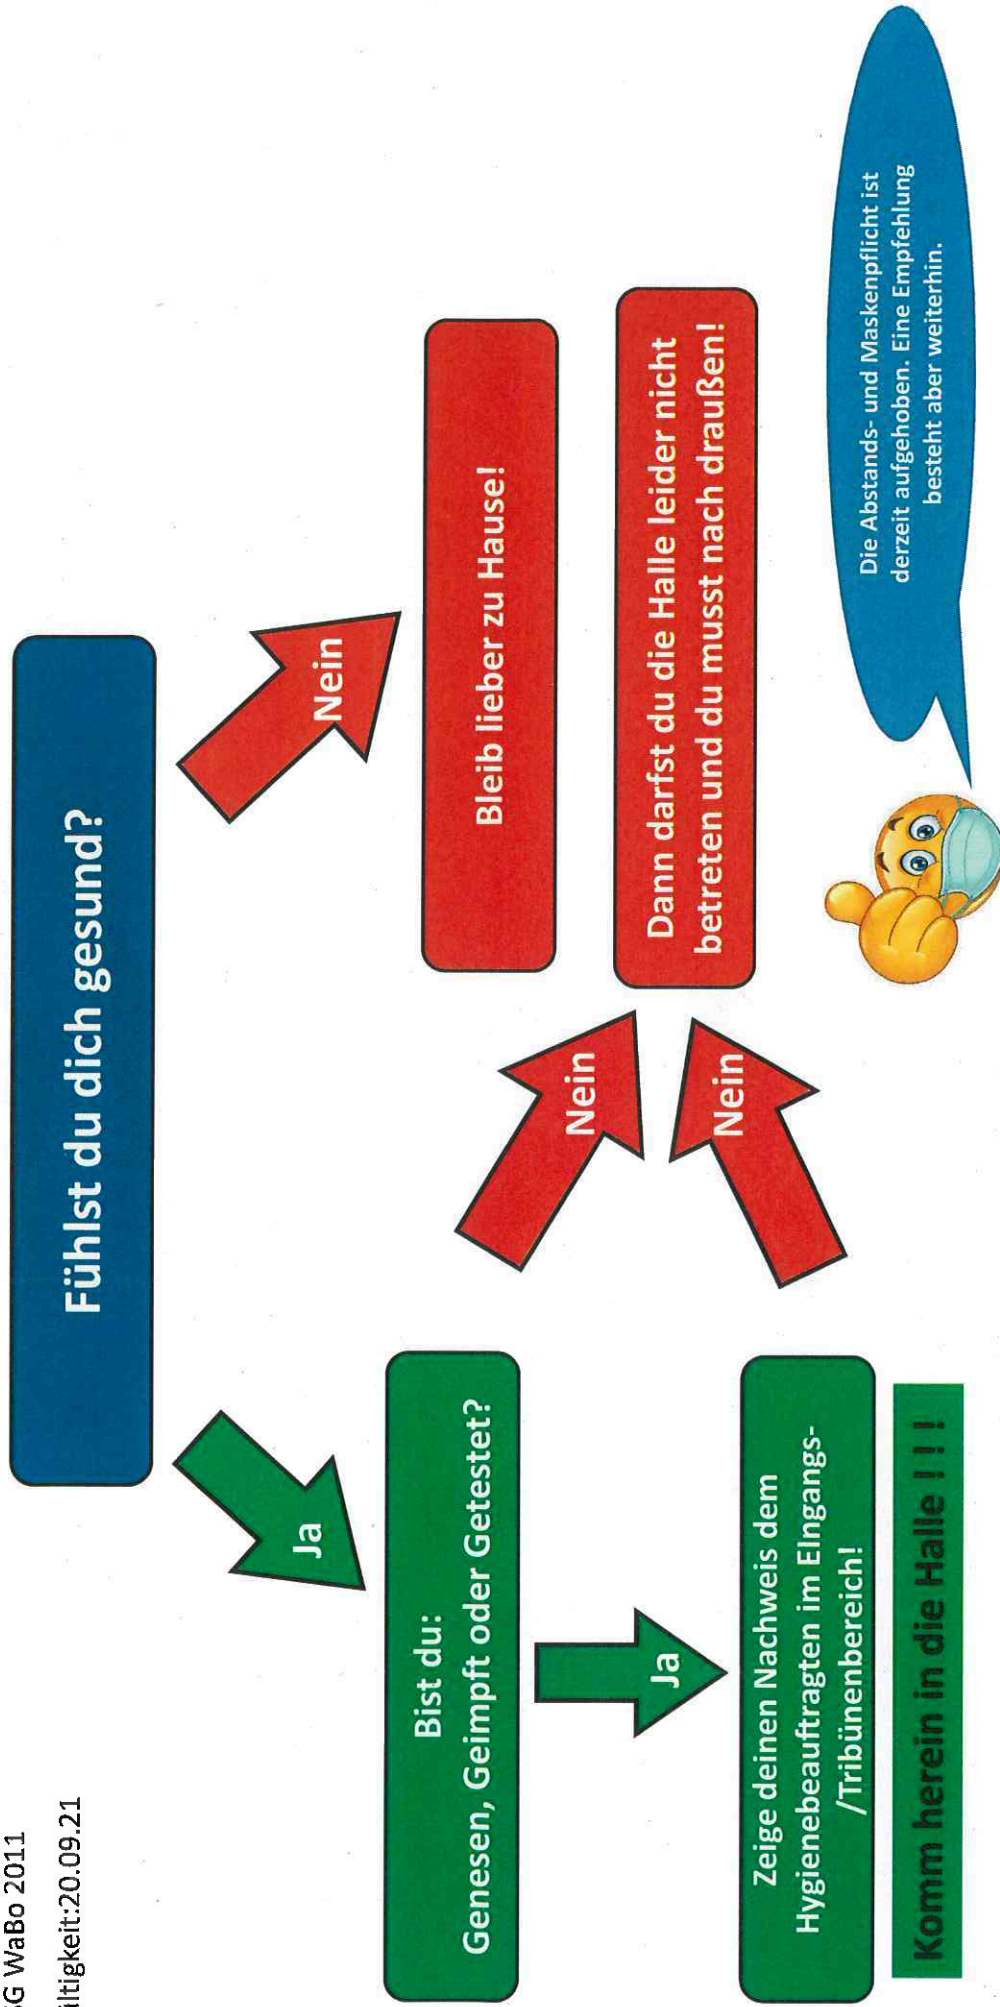 G WaBo 2011
ltigkeit:20.09.21
Fühlst du dich gesund?
Ja
Nein
Bist du:
Genesen, Geimpft oder Getestet?
Bleib lieber zu Hause!
Nein
Ja
Dann darfst du die Halle leider nicht
betreten und du musst nach draußen!
Nein
Zeige deinen Nachweis dem
Hygienebeauftragten im EIngangs-
/Tribünenbereich!
Komm herein in die Halle ! ! ! !
Die Abstands- und Maskenpflicht ist
derzeit aufgehoben. Eine Empfehlung
besteht aber weiterhin.